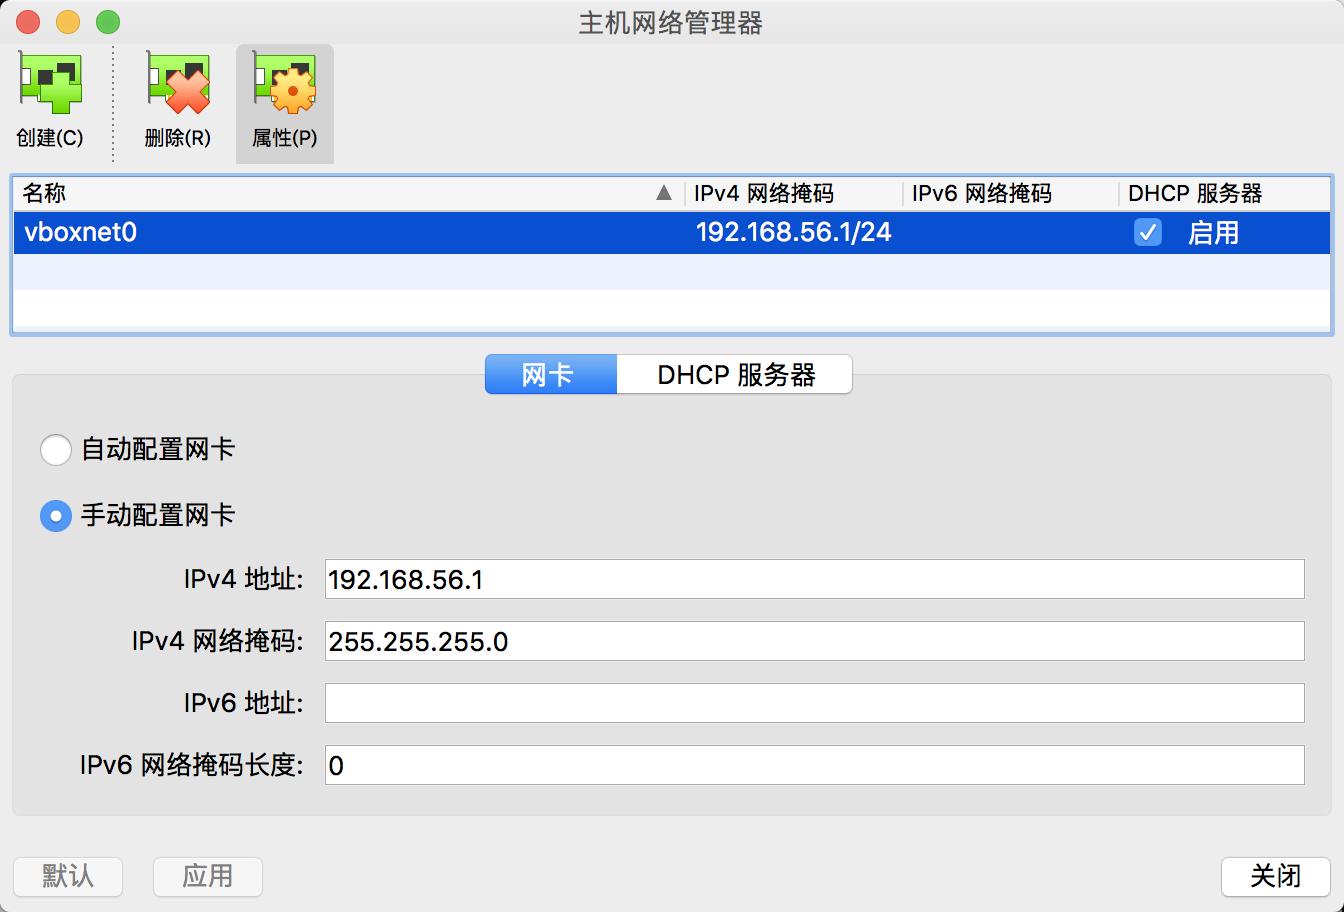 主机网络管理器
创建(C) 删除(R) 属性(P)
名称 IPv4 网络掩码 IPv6 网络掩码 DHCP 服务器
vboxnet0 192.168.56.1/24 启用
网卡 DHCP 服务器
自动配置网卡
手动配置网卡
IPv4 地址: 192.168.56.1
IPv4 网络掩码: 255.255.255.0
IPv6 地址:
IPv6 网络掩码长度: 0
默认 应用 关闭